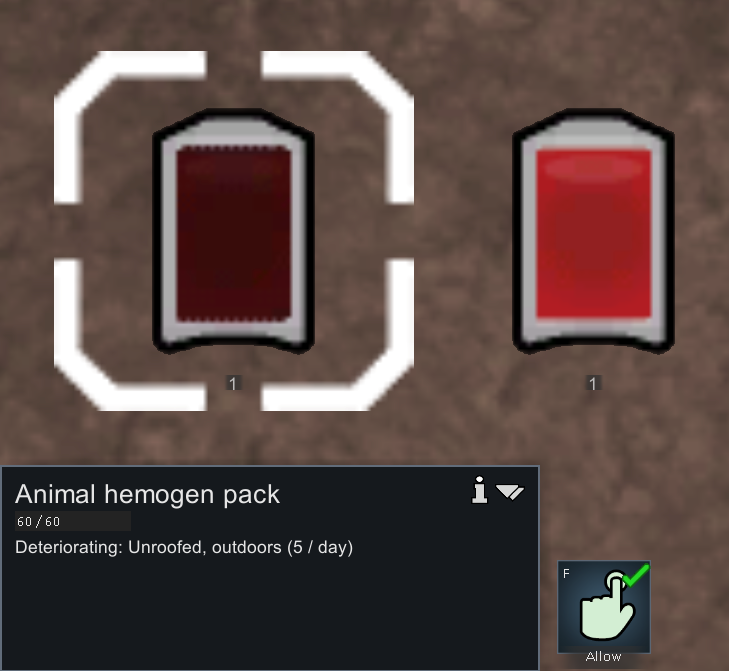 1
1
Animal hemogen pack
60 / 60
Deteriorating: Unroofed, outdoors (5 / day)
F
Allow